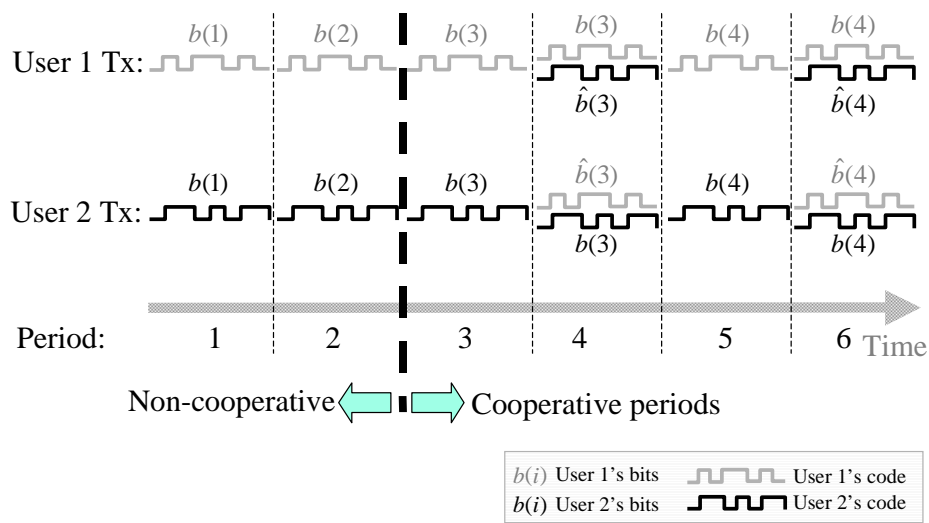 b(1) b(2) b(3) b(3) b(4) b(4)
User 1 Tx:
b̂(3) b̂(4)
b(1) b(2) b(3) b̂(3) b(4) b̂(4)
User 2 Tx:
b(3) b(4)
Period: 1 2 3 4 5 6 Time
Non-cooperative Cooperative periods
b(i) User 1's bits User 1's code
b(i) User 2's bits User 2's code